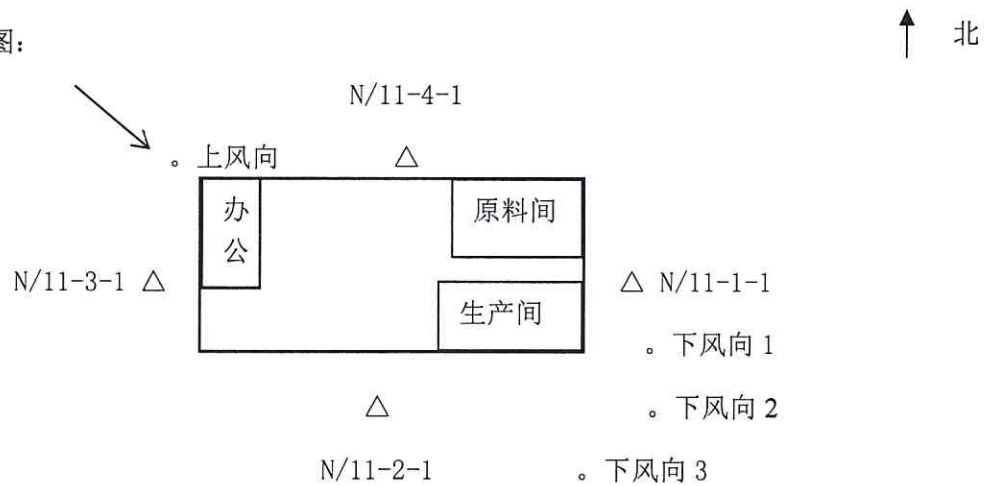 图：
北
N/11-4-1
。上风向 △
办公
原料间
N/11-3-1 △
△ N/11-1-1
生产间
。下风向 1
△
。下风向 2
N/11-2-1
。下风向 3